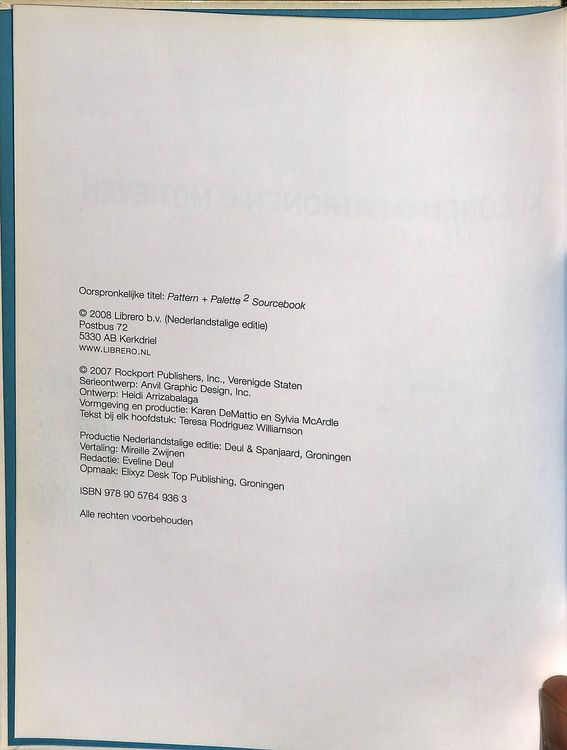 Oorspronkelijke titel: Pattern + Palette 2 Sourcebook
© 2008 Librero b.v. (Nederlandstalige editie)
Postbus 72
5330 AB Kerkdriel
WWW.LIBRERO.NL
© 2007 Rockport Publishers, Inc., Verenigde Staten
Serieontwerp: Anvil Graphic Design, Inc.
Ontwerp: Heidi Arrizabalaga
Vormgeving en productie: Karen DeMattio en Sylvia McArdle
Tekst bij elk hoofdstuk: Teresa Rodriguez Williamson
Productie Nederlandstalige editie: Deul & Spanjaard, Groningen
Vertaling: Mireille Zwijnen
Redactie: Eveline Deul
Opmaak: Elixyz Desk Top Publishing, Groningen
ISBN 978 90 5764 936 3
Alle rechten voorbehouden